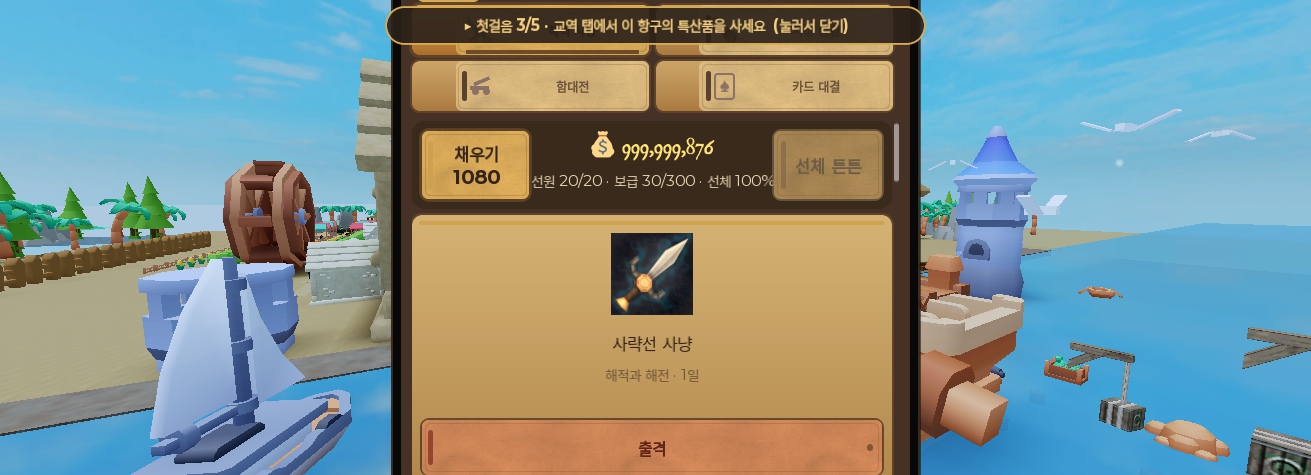 ▸ 첫걸음 3/5 · 교역 탭에서 이 항구의 특산품을 사세요 (눌러서 닫기)
함대전
카드 대결
채우기
1080
999,999,876
선원 20/20 · 보급 30/300 · 선체 100%
선체 튼튼
사략선 사냥
해적과 해전 · 1일
출격